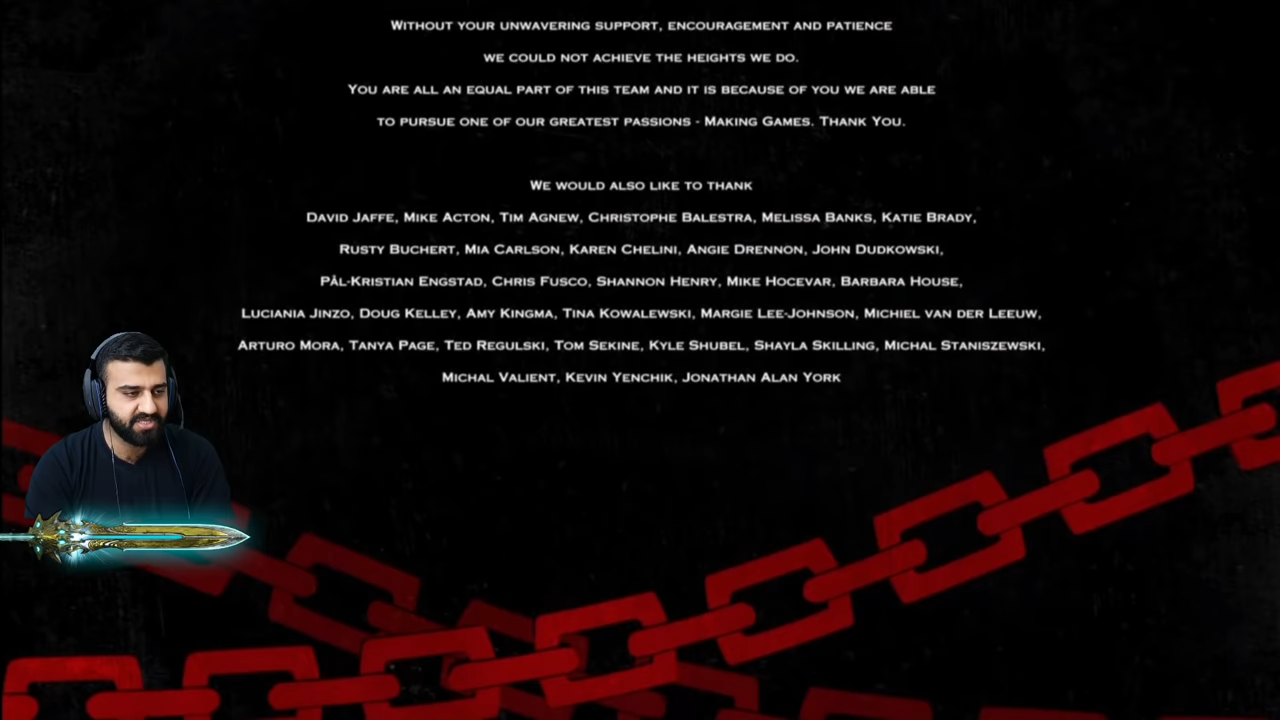 Without your unwavering support, encouragement and patience
we could not achieve the heights we do.
You are all an equal part of this team and it is because of you we are able
to pursue one of our greatest passions - Making Games. Thank You.
We would also like to thank
David Jaffe, Mike Acton, Tim Agnew, Christophe Balestra, Melissa Banks, Katie Brady,
Rusty Buchert, Mia Carlson, Karen Chelini, Angie Drennon, John Dudkowski,
Pål-Kristian Engstad, Chris Fusco, Shannon Henry, Mike Hocevar, Barbara House,
Luciania Jinzo, Doug Kelley, Amy Kingma, Tina Kowalewski, Margie Lee-Johnson, Michiel van der Leeuw,
Arturo Mora, Tanya Page, Ted Regulski, Tom Sekine, Kyle Shubel, Shayla Skilling, Michal Staniszewski,
Michal Valient, Kevin Yenchik, Jonathan Alan York